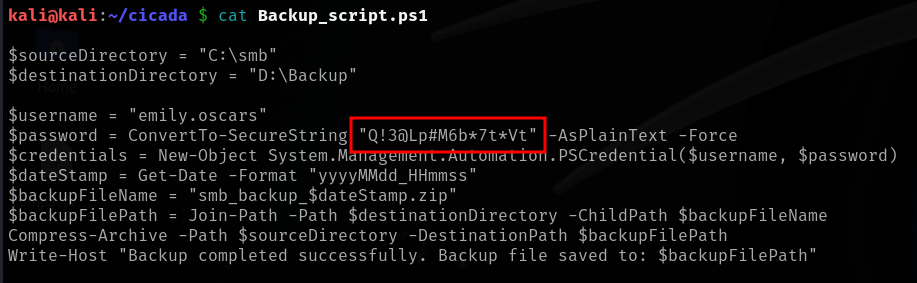 kali@kali:~/cicada $ cat Backup_script.ps1
$sourceDirectory = "C:\smb"
$destinationDirectory = "D:\Backup"
$username = "emily.oscars"
$password = ConvertTo-SecureString "Q!3@Lp#M6b*7t*Vt" -AsPlainText -Force
$credentials = New-Object System.Management.Automation.PSCredential($username, $password)
$dateStamp = Get-Date -Format "yyyyMMdd_HHmmss"
$backupFileName = "smb_backup_$dateStamp.zip"
$backupFilePath = Join-Path -Path $destinationDirectory -ChildPath $backupFileName
Compress-Archive -Path $sourceDirectory -DestinationPath $backupFilePath
Write-Host "Backup completed successfully. Backup file saved to: $backupFilePath"
Home